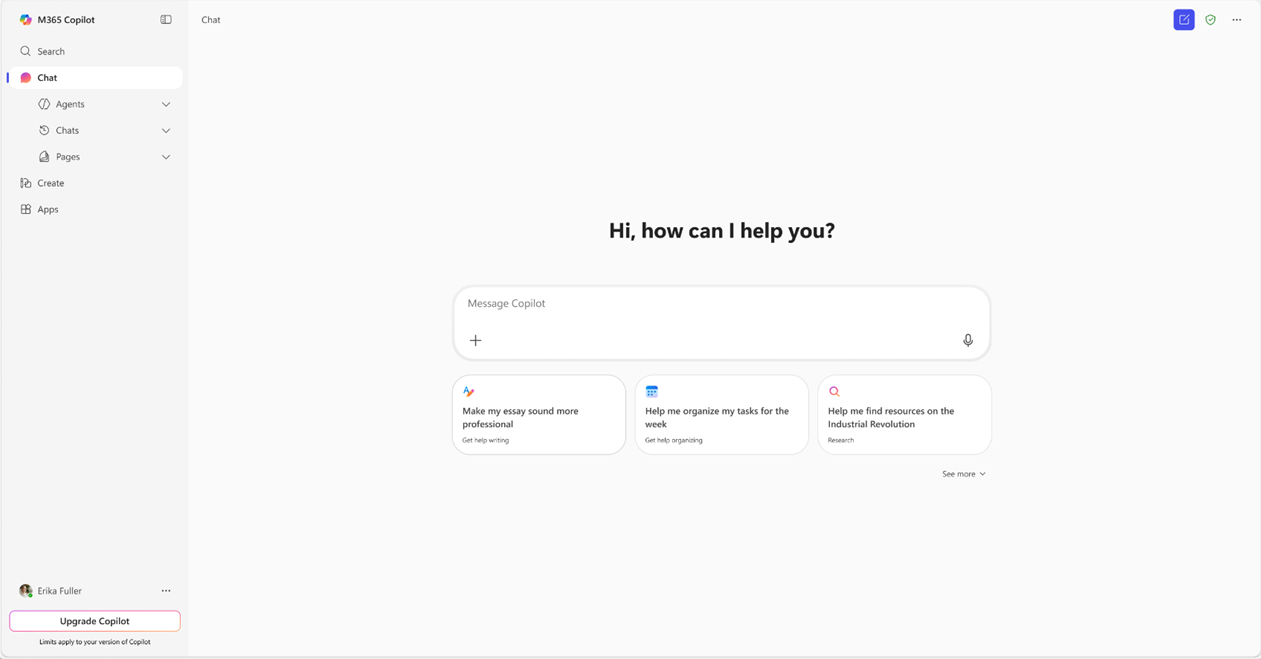 M365 Copilot
Search
Chat
Agents
Chats
Pages
Create
Apps
Erika Fuller
Upgrade Copilot
Limits apply to your version of Copilot
Chat
Hi, how can I help you?
Message Copilot
Make my essay sound more
professional
Get help writing
Help me organize my tasks for the
week
Get help organizing
Help me find resources on the
Industrial Revolution
Research
See more